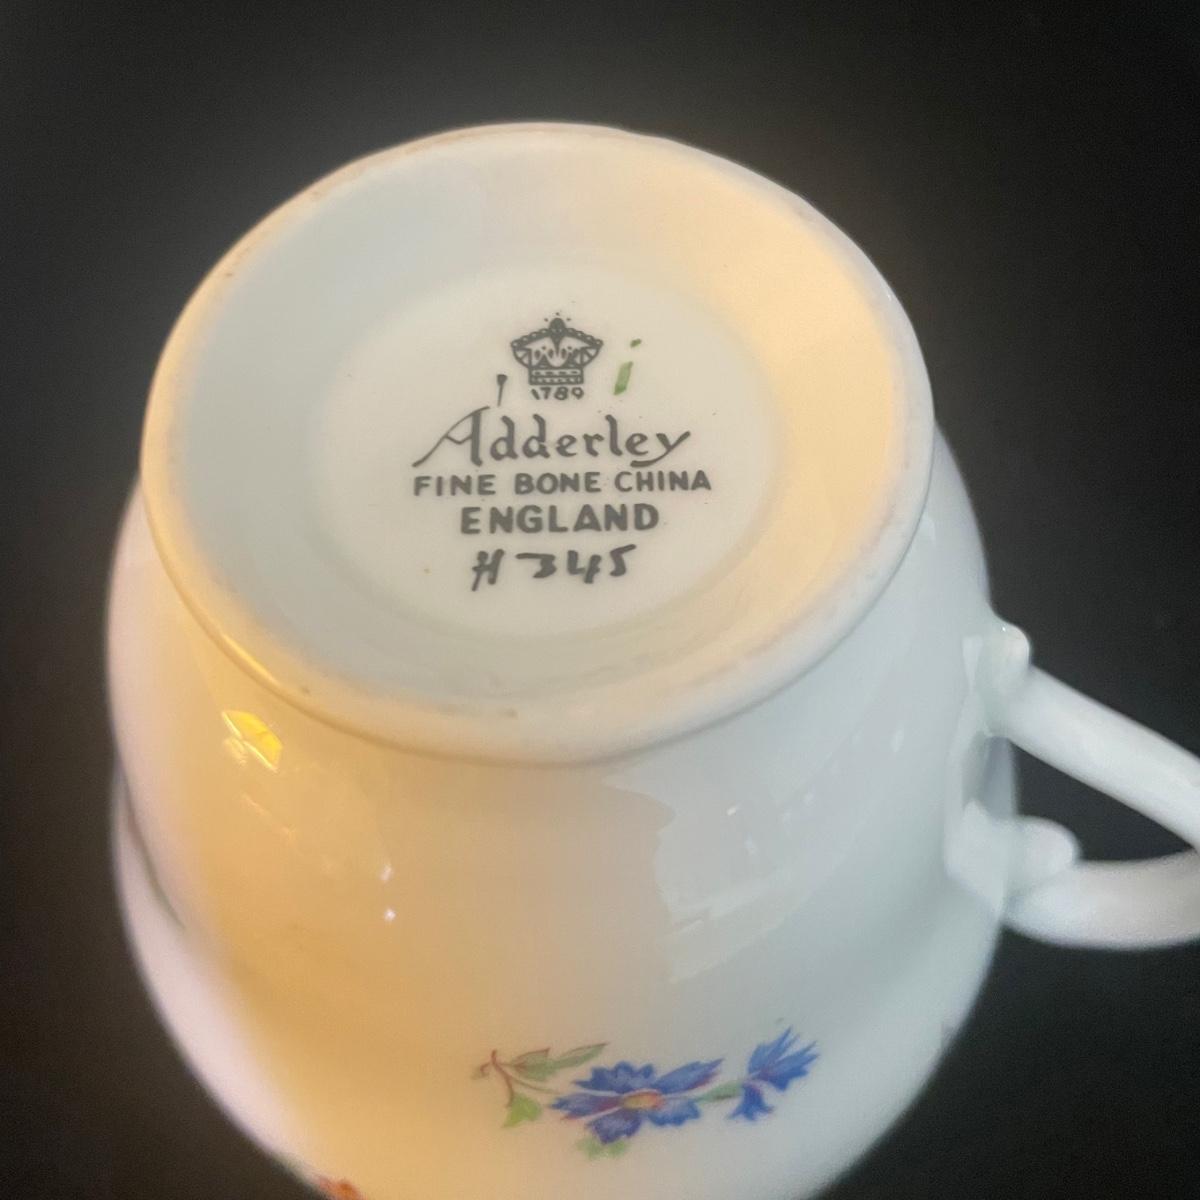 1789
i
Adderley
FINE BONE CHINA
ENGLAND
H345